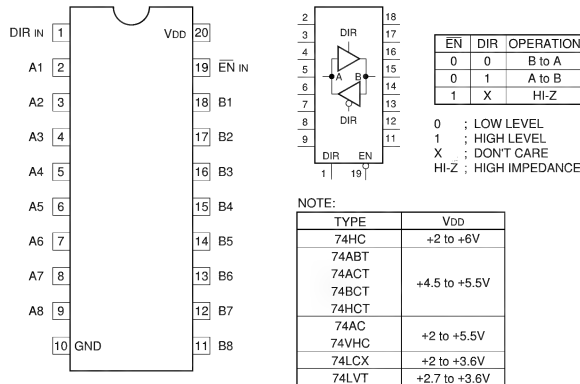 DIR IN 1 VDD 20
A1 2 19 EN IN
A2 3 18 B1
A3 4 17 B2
A4 5 16 B3
A5 6 15 B4
A6 7 14 B5
A7 8 13 B6
A8 9 12 B7
10 GND 11 B8
2 18
3 DIR 17
4 16
5 A B 15
6 14
7 13
8 DIR 12
9 11
DIR EN
1 19
EN DIR OPERATION
0 0 B to A
0 1 A to B
1 X HI-Z
0 ; LOW LEVEL
1 ; HIGH LEVEL
X ; DON'T CARE
HI-Z ; HIGH IMPEDANCE
NOTE:
TYPE VDD
74HC +2 to +6V
74ABT
74ACT
+4.5 to +5.5V
74BCT
74HCT
74AC
+2 to +5.5V
74VHC
74LCX +2 to +3.6V
74LVT +2.7 to +3.6V